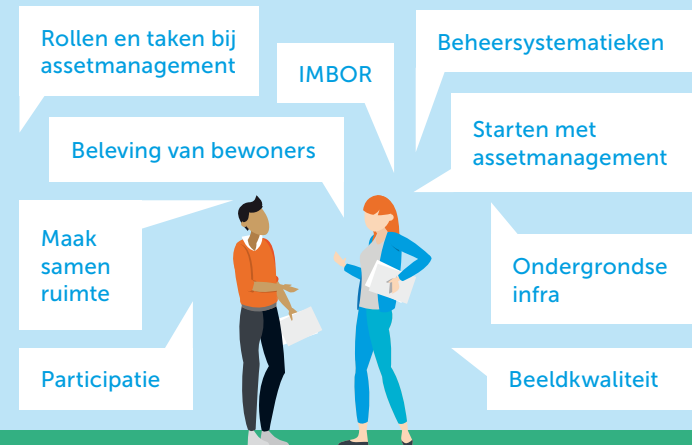 Rollen en taken bij
assetmanagement
IMBOR
Beheersystematieken
Beleving van bewoners
Starten met
assetmanagement
Maak
samen
ruimte
Ondergrondse
infra
Participatie
Beeldkwaliteit